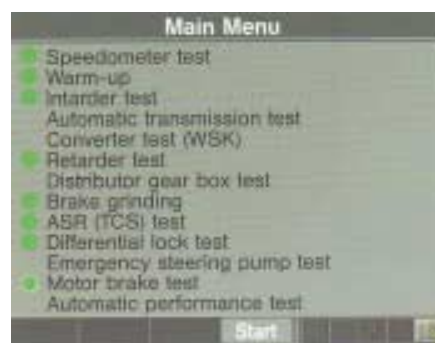 Main Menu
Speedometer test
Warm-up
Intarder test
Automatic transmission test
Converter test (WSK)
Retarder test
Distributor gear box test
Brake grinding
ASR (TCS) test
Differential lock test
Emergency steering pump test
Motor brake test
Automatic performance test
Start